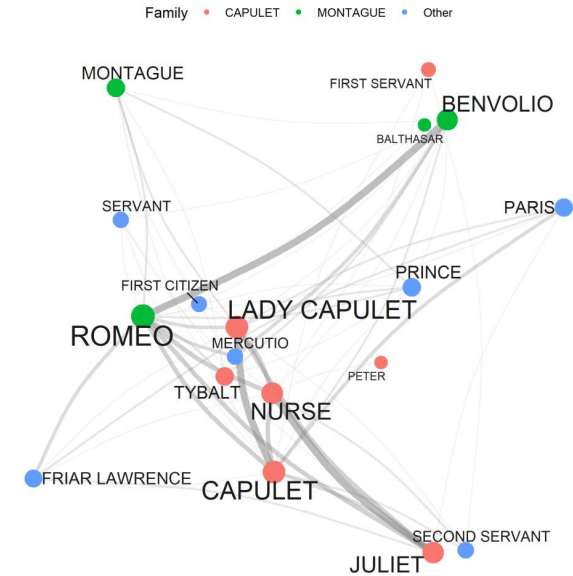 Family CAPULET MONTAGUE Other
MONTAGUE
FIRST SERVANT
BENVOLIO
BALTHASAR
SERVANT
PARIS
PRINCE
FIRST CITIZEN
LADY CAPULET
ROMEO
MERCUTIO
PETER
TYBALT
NURSE
FRIAR LAWRENCE
CAPULET
SECOND SERVANT
JULIET